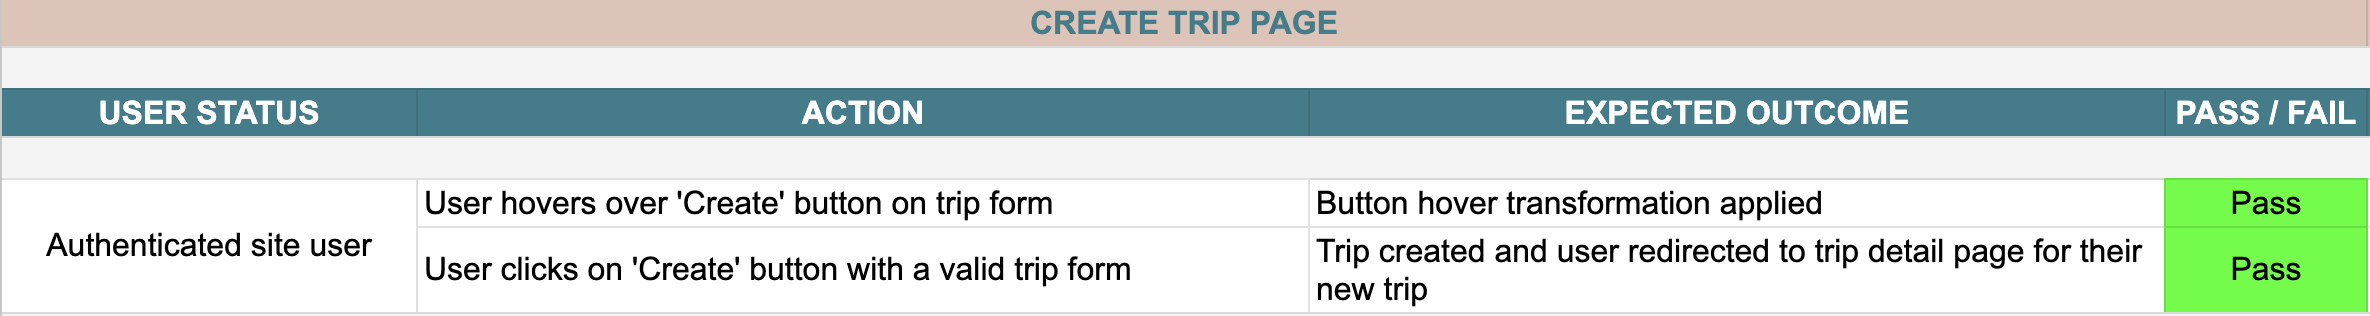 CREATE TRIP PAGE
USER STATUS ACTION EXPECTED OUTCOME PASS / FAIL
Authenticated site user
User hovers over 'Create' button on trip form
Button hover transformation applied
Pass
User clicks on 'Create' button with a valid trip form
Trip created and user redirected to trip detail page for their
new trip
Pass